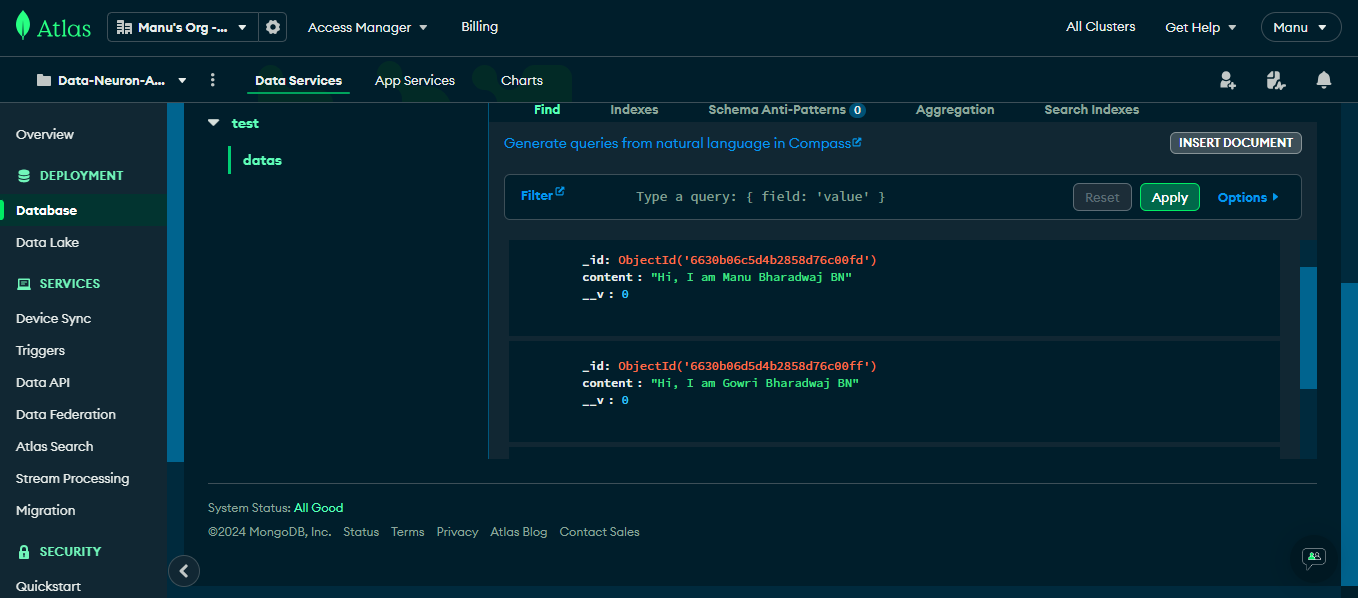 Atlas
Manu's Org -...
Access Manager
Billing
All Clusters
Get Help
Manu
Data-Neuron-A...
Data Services
App Services
Charts
Overview
DEPLOYMENT
Database
Data Lake
SERVICES
Device Sync
Triggers
Data API
Data Federation
Atlas Search
Stream Processing
Migration
SECURITY
Quickstart
test
datas
Find
Indexes
Schema Anti-Patterns 0
Aggregation
Search Indexes
Generate queries from natural language in Compass
INSERT DOCUMENT
Filter
Type a query: { field: 'value' }
Reset
Apply
Options
_id: ObjectId('6630b06c5d4b2858d76c00fd')
content : "Hi, I am Manu Bharadwaj BN"
__v : 0
_id: ObjectId('6630b06d5d4b2858d76c00ff')
content : "Hi, I am Gowri Bharadwaj BN"
__v : 0
System Status: All Good
©2024 MongoDB, Inc. Status Terms Privacy Atlas Blog Contact Sales